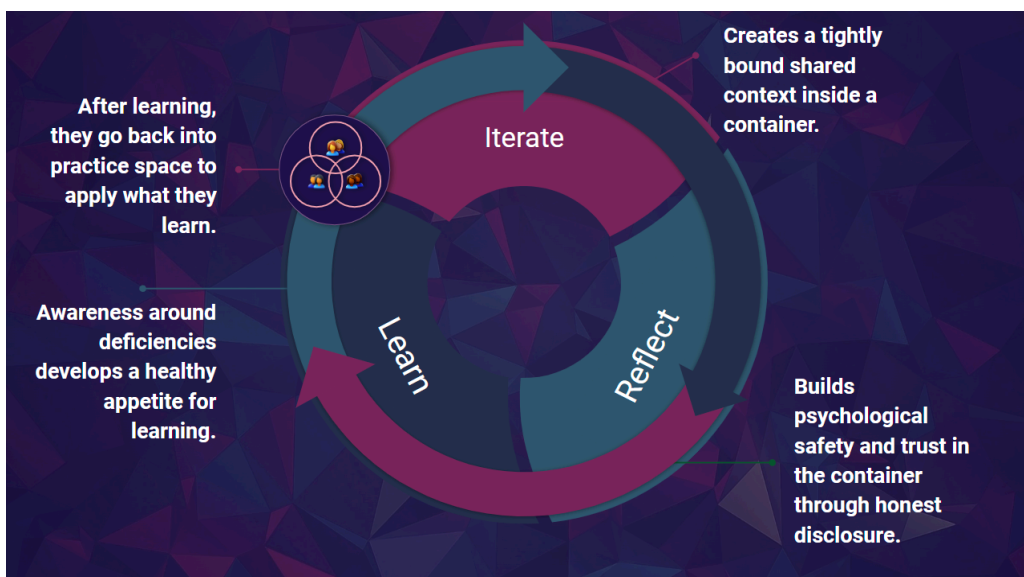 Creates a tightly
bound shared
context inside a
container.
After learning,
they go back into
practice space to
apply what they
learn.
Iterate
Awareness around
deficiencies
develops a healthy
appetite for
learning.
Learn
Reflect
Builds
psychological
safety and trust in
the container
through honest
disclosure.